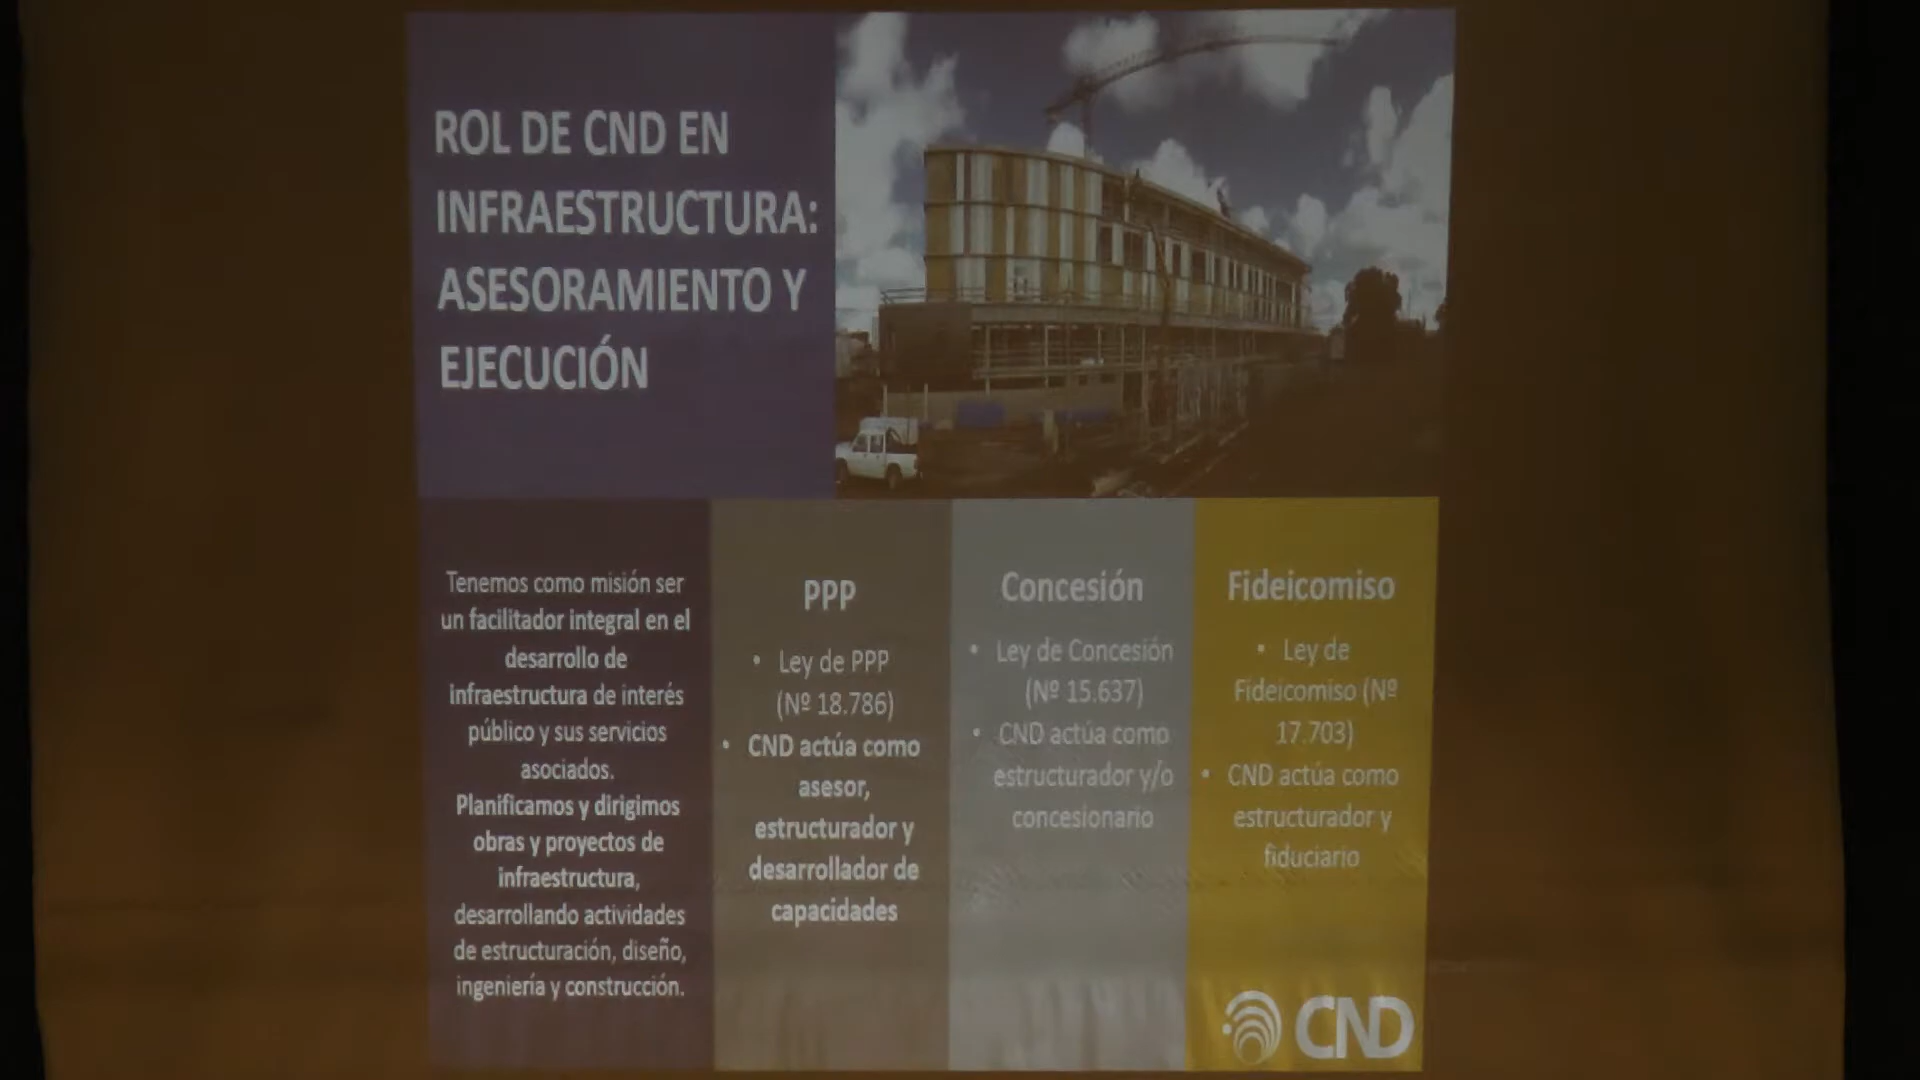 ROL DE CND EN
INFRAESTRUCTURA:
ASESORAMIENTO Y
EJECUCIÓN
Tenemos como misión ser
un facilitador integral en el
desarrollo de
infraestructura de interés
público y sus servicios
asociados.
Planificamos y dirigimos
obras y proyectos de
infraestructura,
desarrollando actividades
de estructuración, diseño,
ingeniería y construcción.
PPP
• Ley de PPP
(Nº 18.786)
• CND actúa como
asesor,
estructurador y
desarrollador de
capacidades
Concesión
• Ley de Concesión
(Nº 15.637)
• CND actúa como
estructurador y/o
concesionario
Fideicomiso
• Ley de
Fideicomiso (Nº
17.703)
• CND actúa como
estructurador y
fiduciario
CND